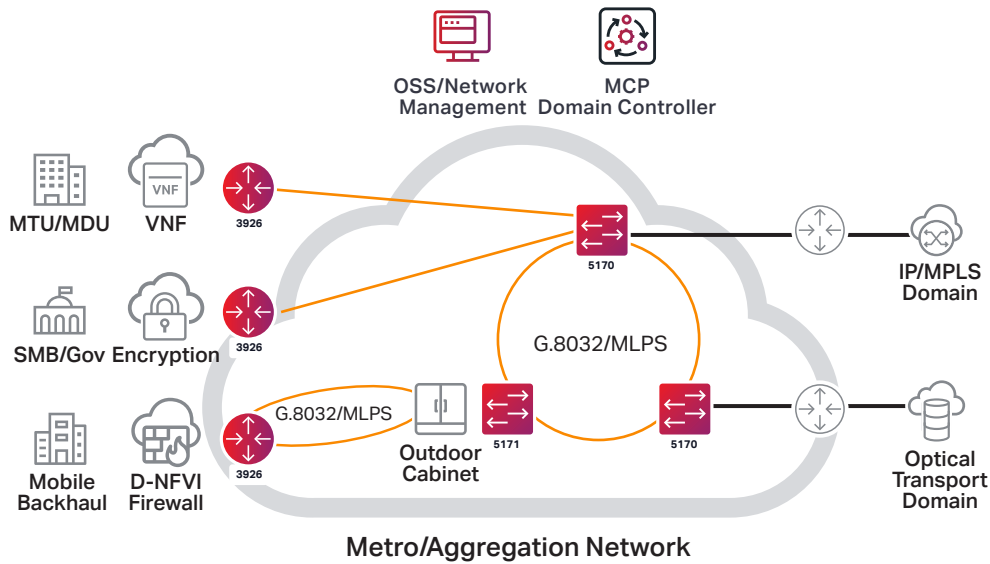 OSS/Network
Management
MCP
Domain Controller
VNF
MTU/MDU
VNF
3926
5170
IP/MPLS
Domain
SMB/Gov
Encryption
3926
G.8032/MLPS
G.8032/MLPS
Outdoor
Cabinet
5171
5170
Mobile
Backhaul
D-NFVI
Firewall
3926
Optical
Transport
Domain
Metro/Aggregation Network